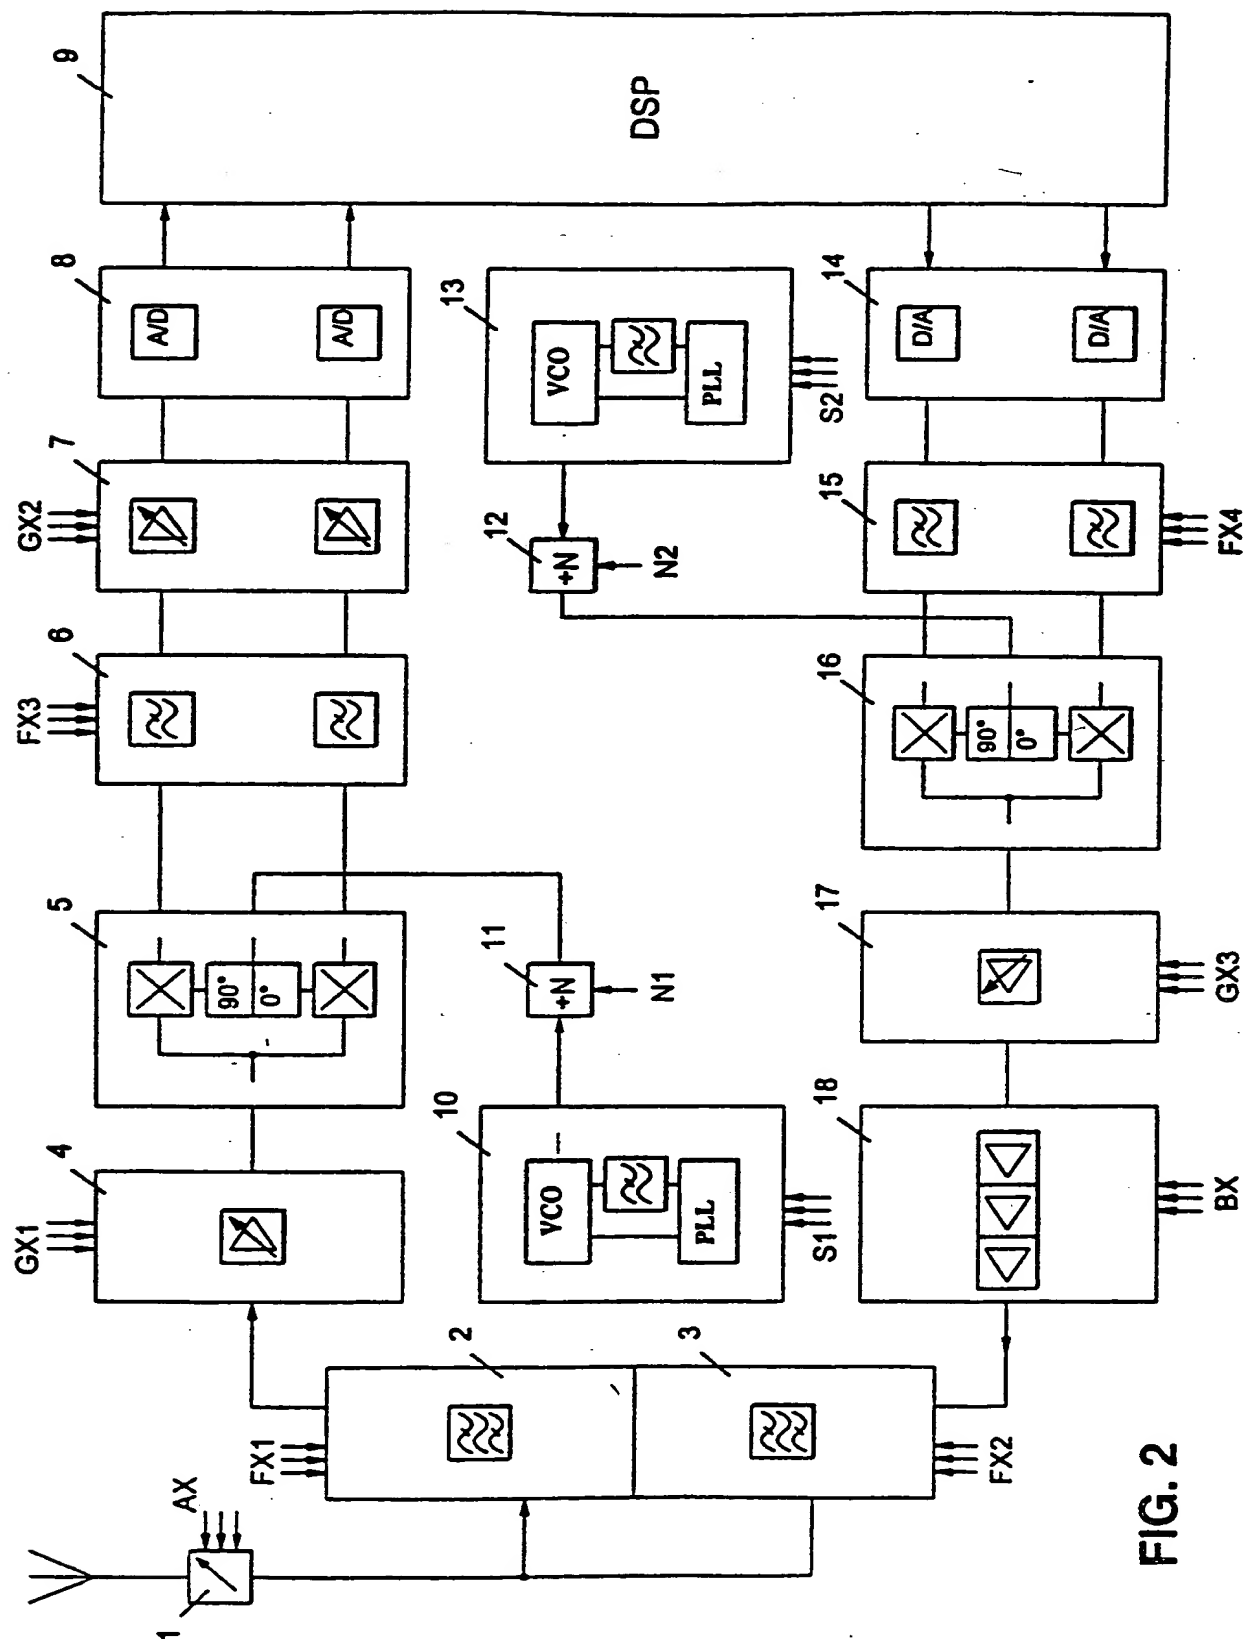 GX1
FX3
GX2
4
5
6
7
8
9
A/D
A/D
90°
0°
1
AX
FX1
2
3
FX2
10
VCO
PLL
S1
11
+N
N1
12
+N
N2
13
VCO
PLL
S2
DSP
18
17
16
15
14
90°
0°
D/A
D/A
BX
GX3
FX4
FIG. 2